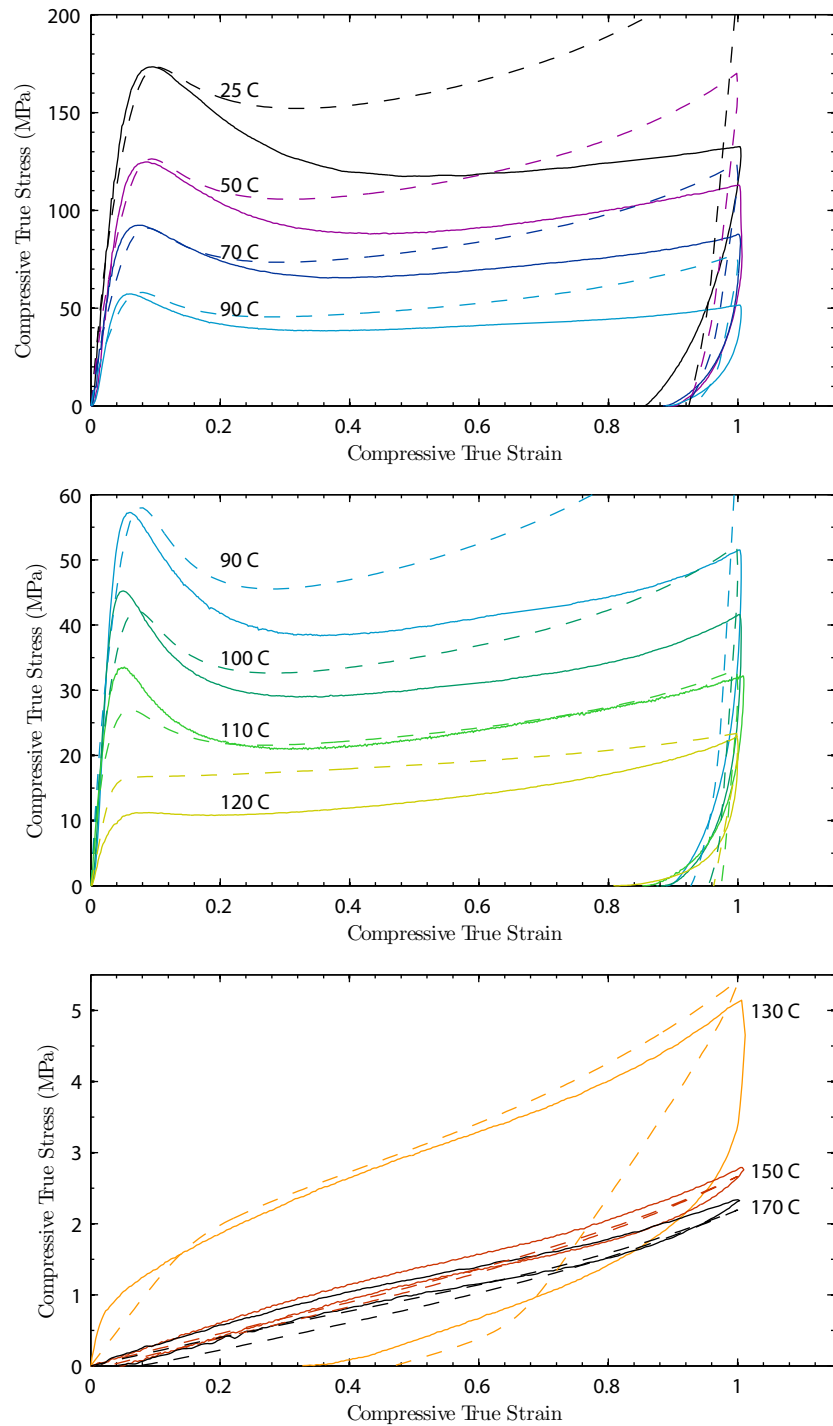 200
150
100
50
0
Compressive True Stress (MPa)
25 C
50 C
70 C
90 C
0 0.2 0.4 0.6 0.8 1
Compressive True Strain
60
50
40
30
20
10
0
Compressive True Stress (MPa)
90 C
100 C
110 C
120 C
0 0.2 0.4 0.6 0.8 1
Compressive True Strain
5
4
3
2
1
0
Compressive True Stress (MPa)
130 C
150 C
170 C
0 0.2 0.4 0.6 0.8 1
Compressive True Strain